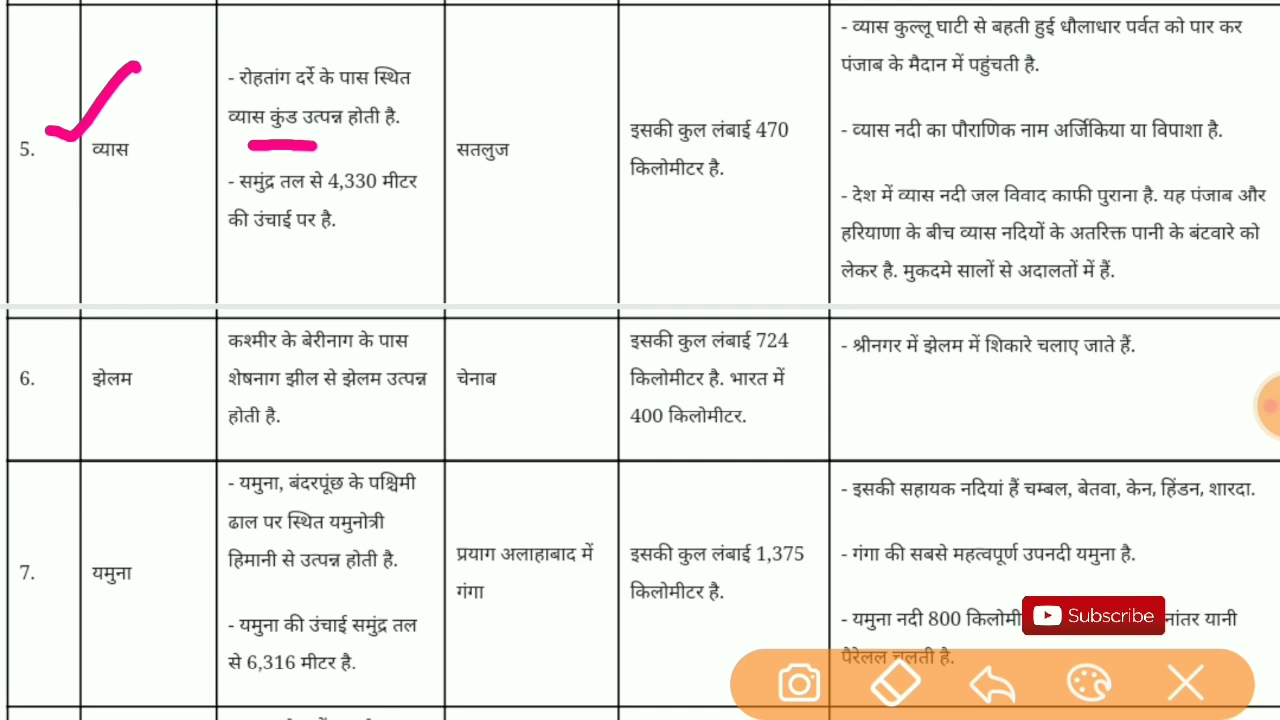 5.
व्यास
- रोहतांग दर्रे के पास स्थित
व्यास कुंड उत्पन्न होती है.
- समुंद्र तल से 4,330 मीटर
की उंचाई पर है.
सतलुज
इसकी कुल लंबाई 470
किलोमीटर है.
- व्यास कुल्लू घाटी से बहती हुई धौलाधार पर्वत को पार कर
पंजाब के मैदान में पहुंचती है.
- व्यास नदी का पौराणिक नाम अर्जिकिया या विपाशा है.
- देश में व्यास नदी जल विवाद काफी पुराना है. यह पंजाब और
हरियाणा के बीच व्यास नदियों के अतरिक्त पानी के बंटवारे को
लेकर है. मुकदमे सालों से अदालतों में हैं.
6.
झेलम
कश्मीर के बेरीनाग के पास
शेषनाग झील से झेलम उत्पन्न
होती है.
चेनाब
इसकी कुल लंबाई 724
किलोमीटर है. भारत में
400 किलोमीटर.
- श्रीनगर में झेलम में शिकारे चलाए जाते हैं.
7.
यमुना
- यमुना, बंदरपूंछ के पश्चिमी
ढाल पर स्थित यमुनोत्री
हिमानी से उत्पन्न होती है.
- यमुना की उंचाई समुंद्र तल
से 6,316 मीटर है.
प्रयाग अलाहाबाद में
गंगा
इसकी कुल लंबाई 1,375
किलोमीटर है.
- इसकी सहायक नदियां हैं चम्बल, बेतवा, केन, हिंडन, शारदा.
- गंगा की सबसे महत्वपूर्ण उपनदी यमुना है.
- यमुना नदी 800 किलोमी नांतर यानी
पैरेलल चलती है.
Subscribe